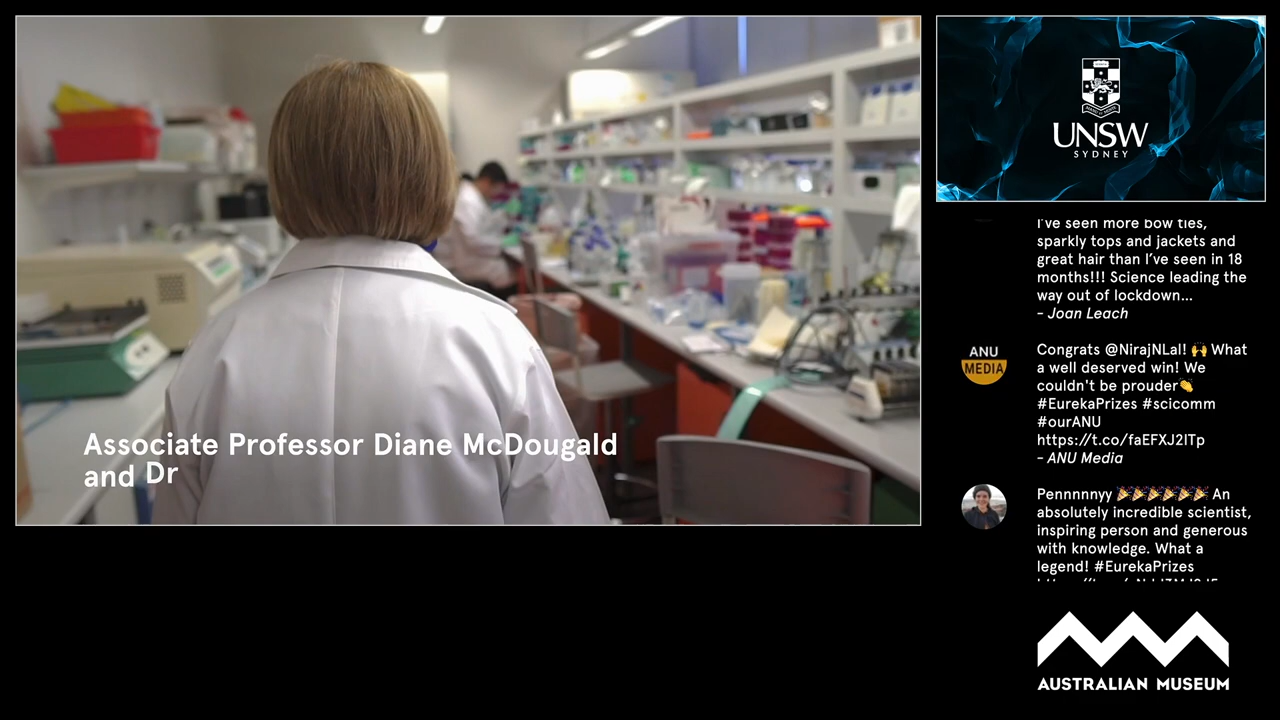 Associate Professor Diane McDougald
and Dr
UNSW
SYDNEY
I've seen more bow ties,
sparkly tops and jackets and
great hair than I've seen in 18
months!!! Science leading the
way out of lockdown...
- Joan Leach
ANU
MEDIA
Congrats @NirajNLal! 🙌 What
a well deserved win! We
couldn't be prouder👏
#EurekaPrizes #scicomm
#ourANU
https://t.co/faEFXJ2ITp
- ANU Media
Pennnnnyy 🎉🎉🎉🎉🎉🎉 An
absolutely incredible scientist,
inspiring person and generous
with knowledge. What a
legend! #EurekaPrizes
AUSTRALIAN MUSEUM